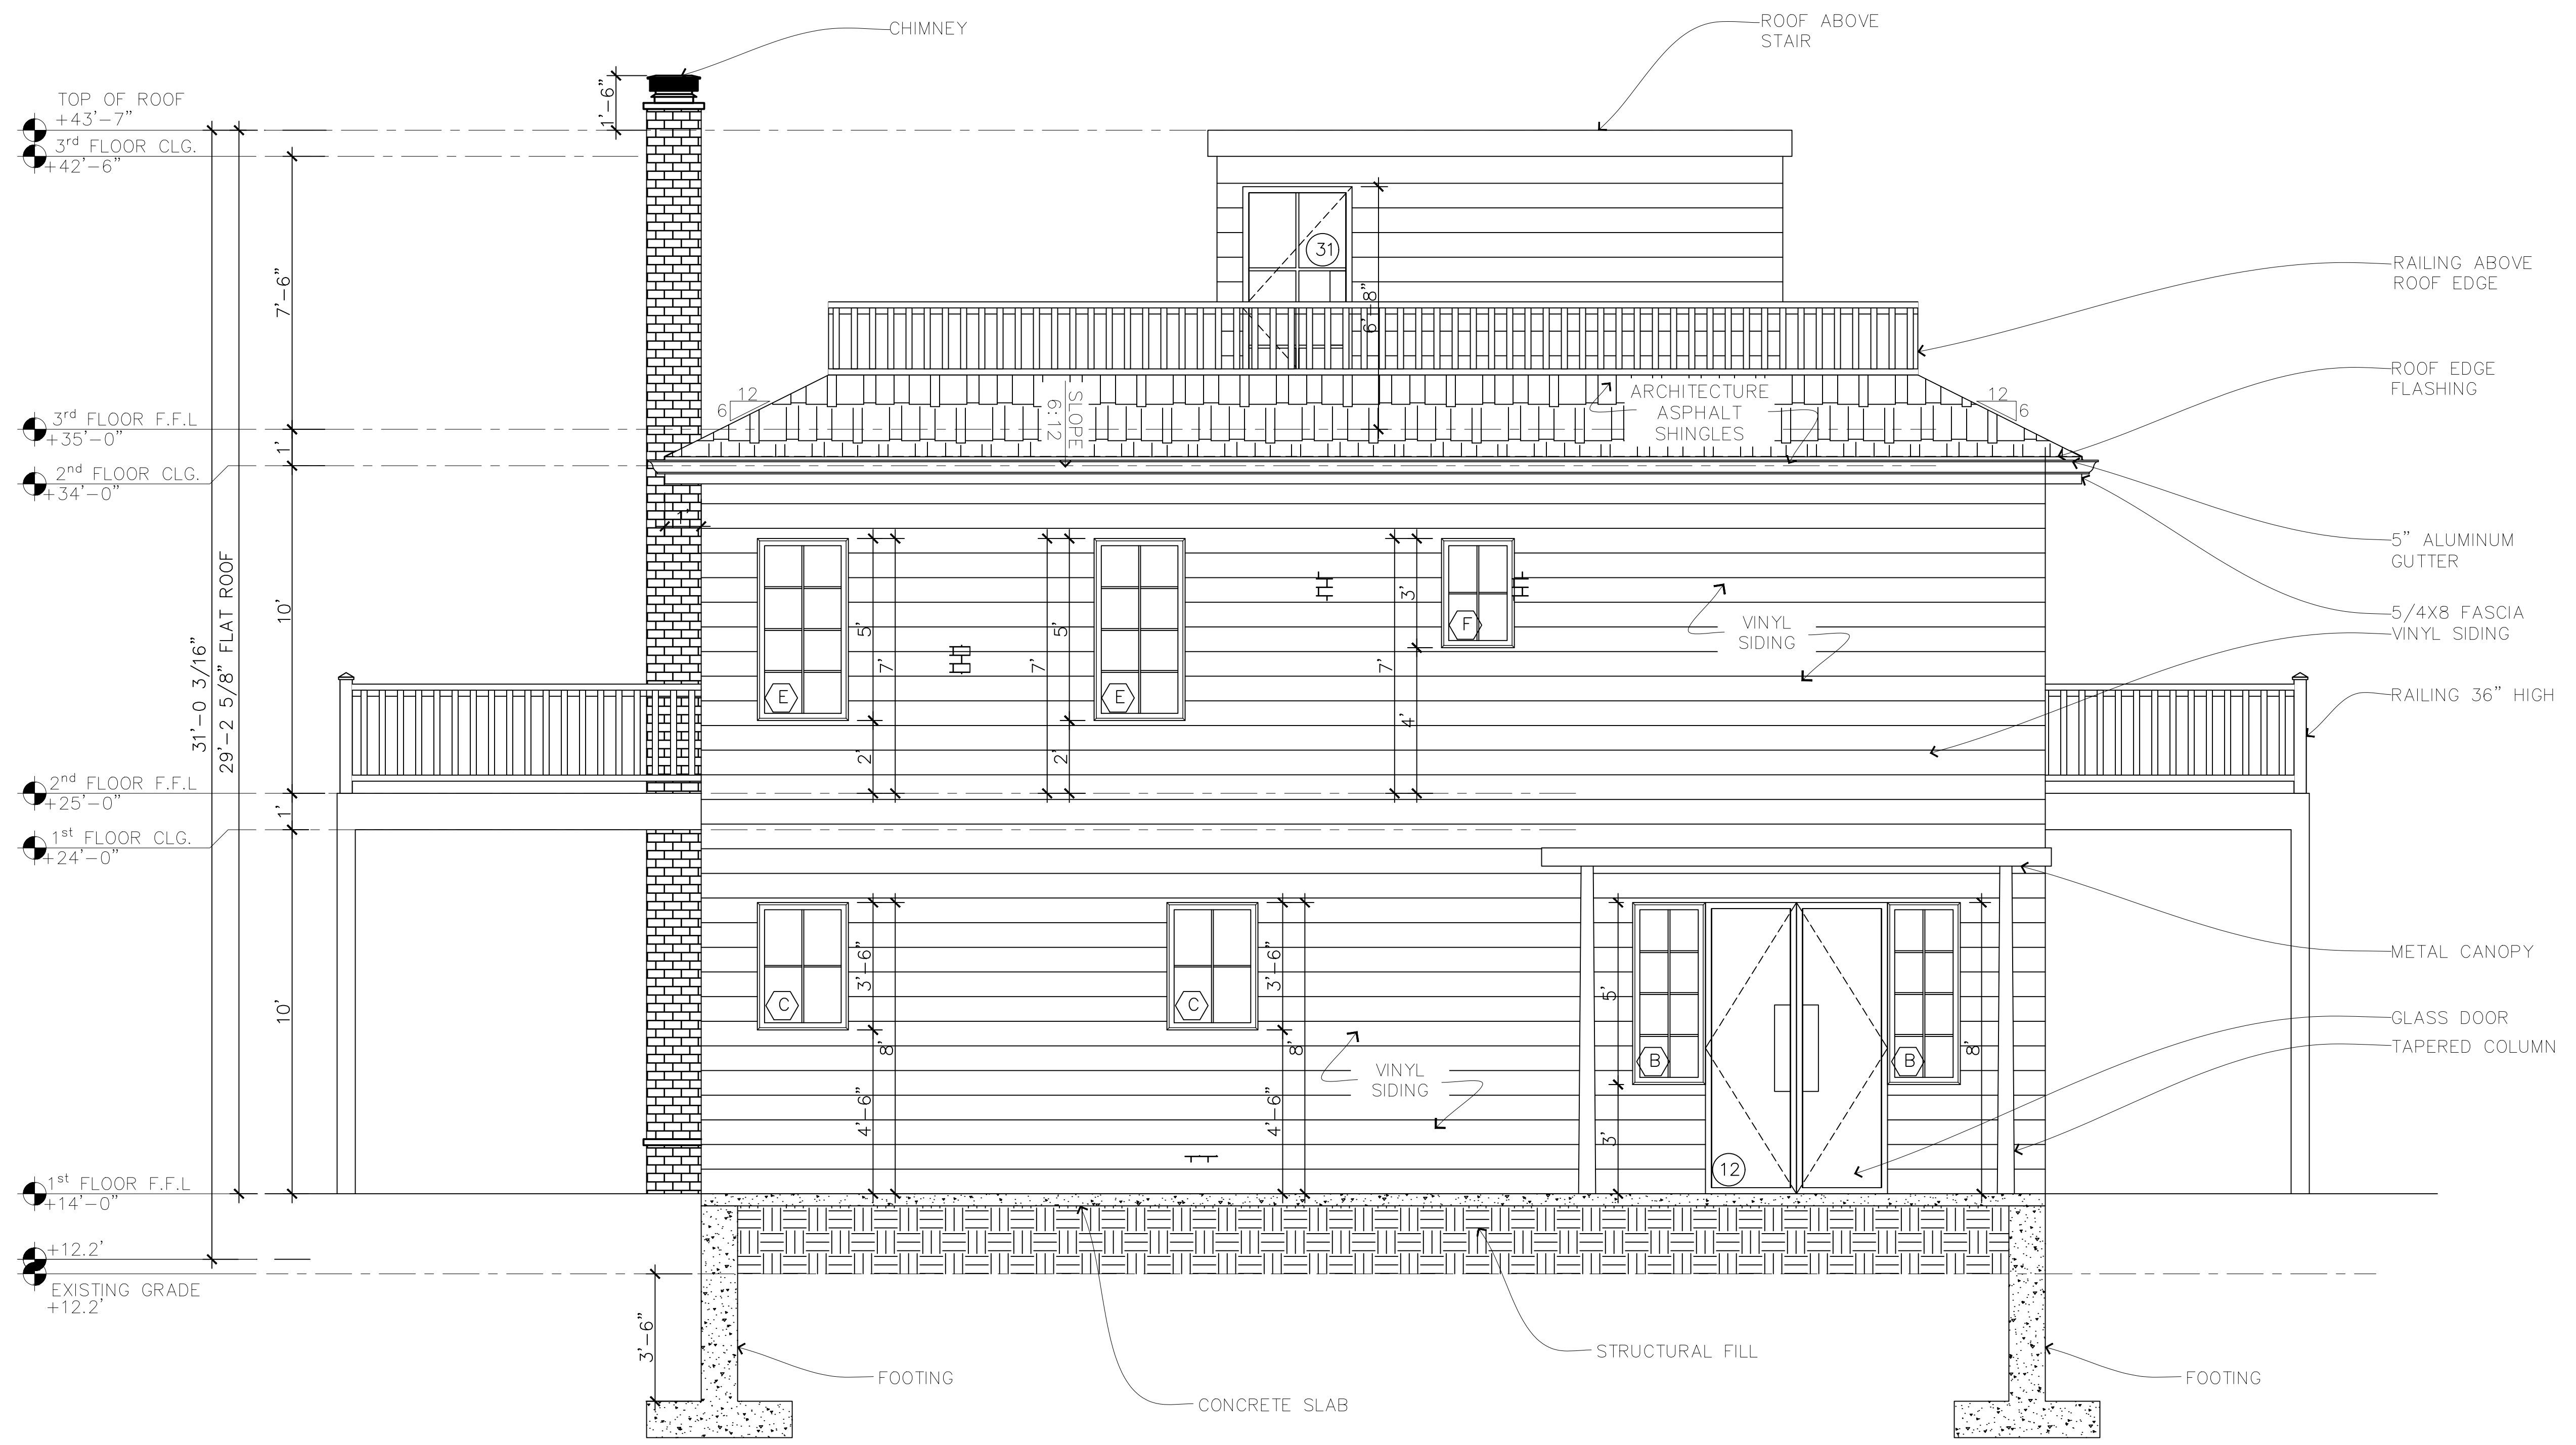 CHIMNEY
ROOF ABOVE
STAIR
TOP OF ROOF
+43'-7"
3rd FLOOR CLG.
+42'-6"
1'-6"
31
7'-6"
6'-8"
RAILING ABOVE
ROOF EDGE
ROOF EDGE
FLASHING
12
6
SLOPE
6:12
ARCHITECTURE
ASPHALT
SHINGLES
12
6
3rd FLOOR F.F.L
+35'-0"
1'
2nd FLOOR CLG.
+34'-0"
1'
5" ALUMINUM
GUTTER
5/4X8 FASCIA
VINYL SIDING
31'-0 3/16"
29'-2 5/8" FLAT ROOF
10'
E
5'
7'
2'
E
7'
5'
2'
3'
7'
4'
F
VINYL
SIDING
RAILING 36" HIGH
2nd FLOOR F.F.L
+25'-0"
1'
1st FLOOR CLG.
+24'-0"
10'
C
3'-6"
8'
4'-6"
C
3'-6"
8'
4'-6"
VINYL
SIDING
5'
3'
B
12
B
8'
METAL CANOPY
GLASS DOOR
TAPERED COLUMN
1st FLOOR F.F.L
+14'-0"
+12.2'
EXISTING GRADE
+12.2'
3'-6"
FOOTING
CONCRETE SLAB
STRUCTURAL FILL
FOOTING